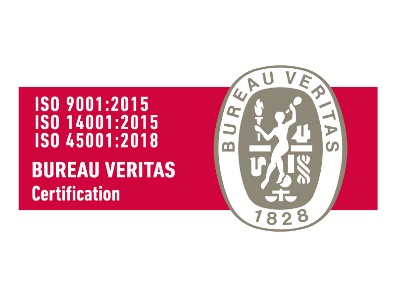 ISO 9001:2015
ISO 14001:2015
ISO 45001:2018
BUREAU VERITAS
Certification
BUREAU VERITAS
1828